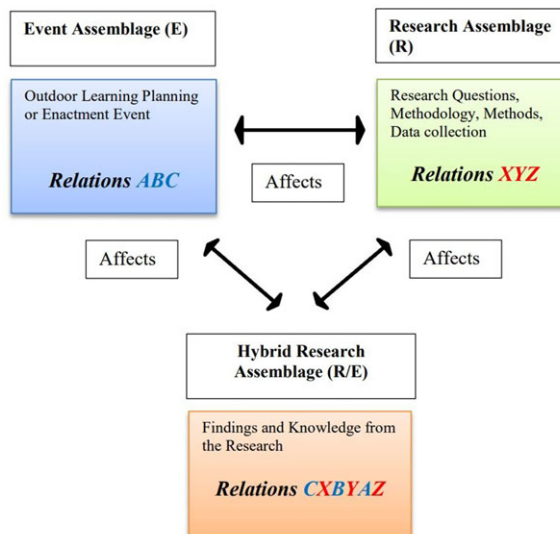 Event Assemblage (E)
Research Assemblage
(R)
Outdoor Learning Planning
or Enactment Event
Relations ABC
Research Questions,
Methodology, Methods,
Data collection
Relations XYZ
Affects
Affects
Affects
Hybrid Research
Assemblage (R/E)
Findings and Knowledge from
the Research
Relations CXBYAZ